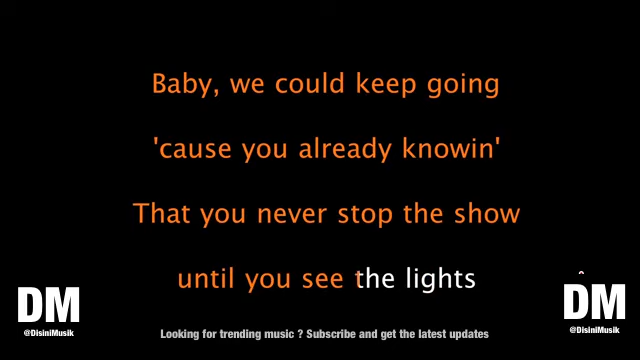 Baby, we could keep going
'cause you already knowin'
That you never stop the show
until you see the lights
DM
@DisiniMusik
DM
@DisiniMusik
Looking for trending music ? Subscribe and get the latest updates